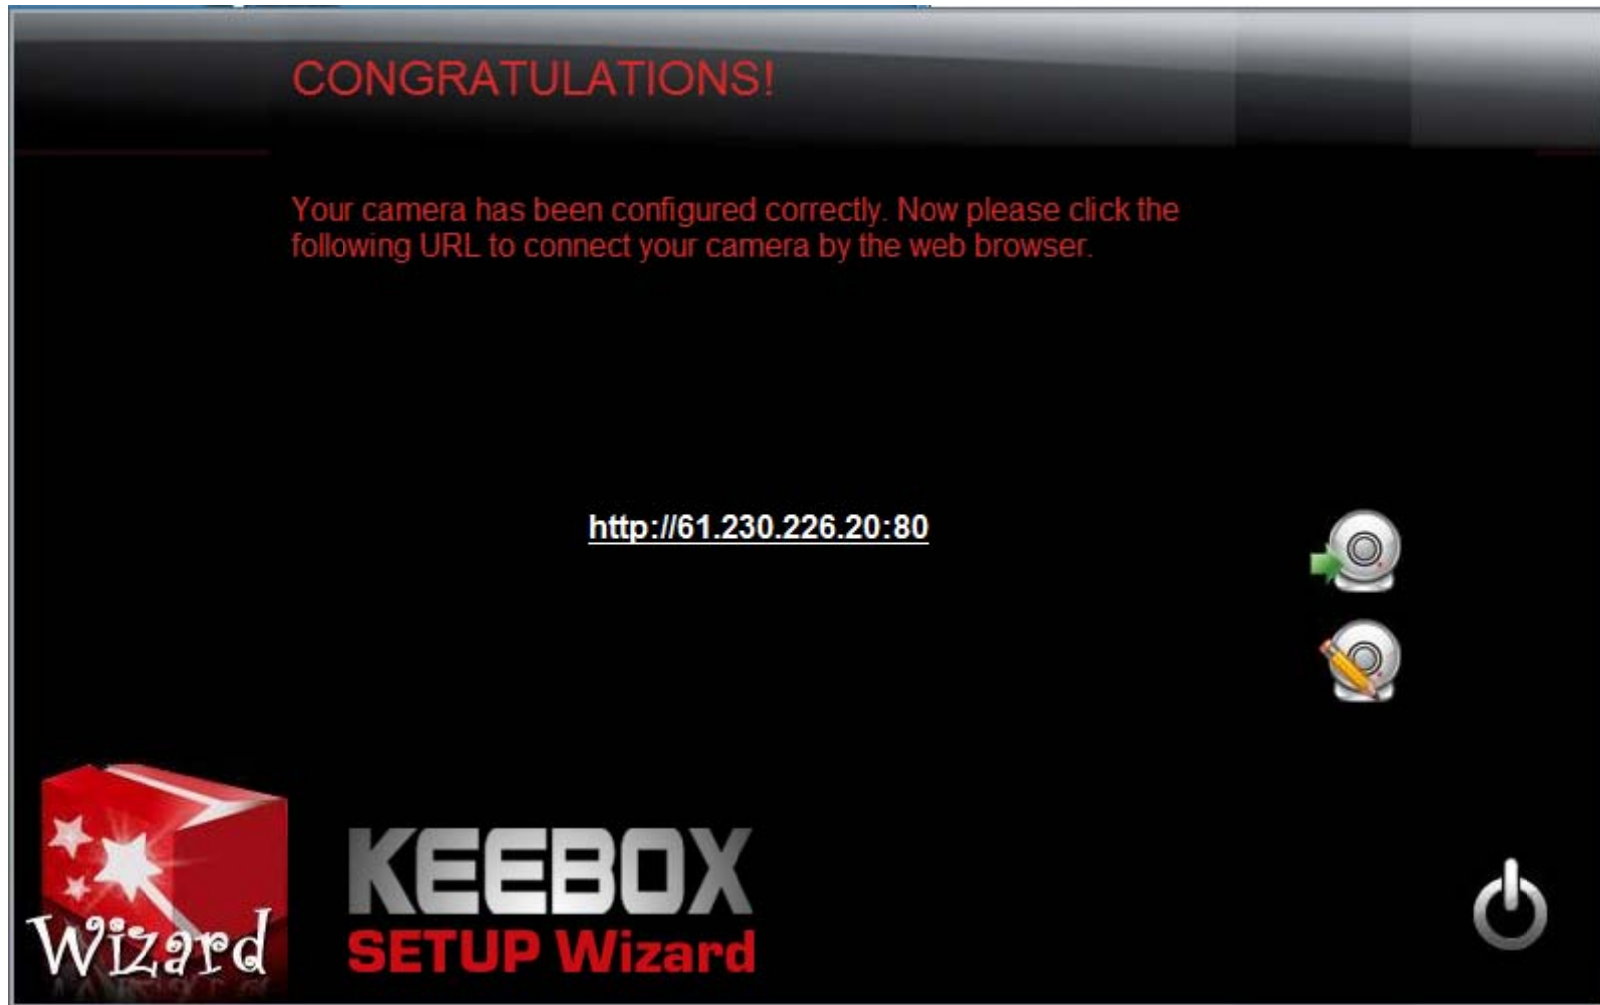 CONGRATULATIONS!
Your camera has been configured correctly. Now please click the
following URL to connect your camera by the web browser.
http://61.230.226.20:80
Wizard
KEEBOX
SETUP Wizard